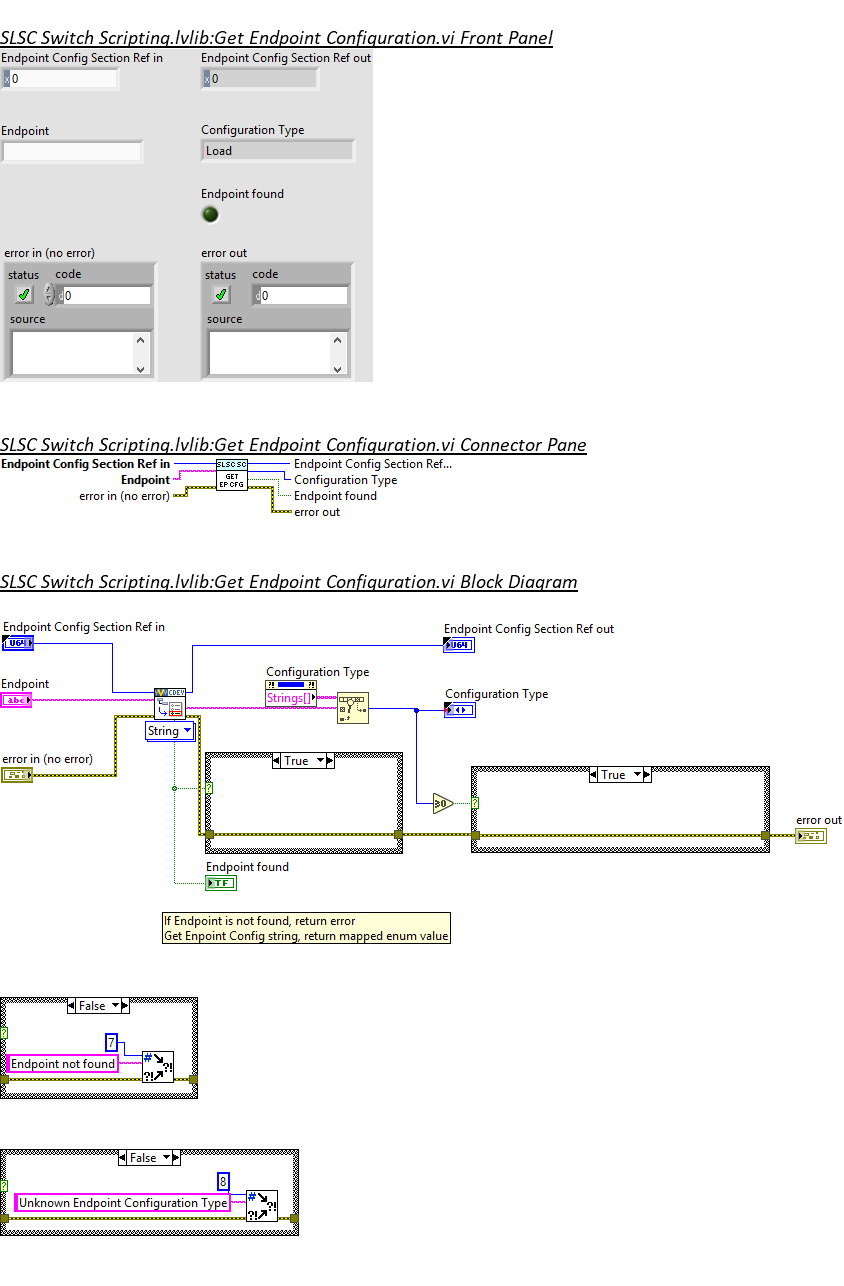 SLSC Switch Scripting.lvlib:Get Endpoint Configuration.vi Front Panel
Endpoint Config Section Ref in
Endpoint Config Section Ref out
x 0
x 0
Endpoint
Configuration Type
Load
Endpoint found
error in (no error)
error out
status code
status code
d 0
d 0
source
source
SLSC Switch Scripting.lvlib:Get Endpoint Configuration.vi Connector Pane
Endpoint Config Section Ref in
Endpoint
error in (no error)
SLSC SC
GET
EP CFG
Endpoint Config Section Ref...
Configuration Type
Endpoint found
error out
SLSC Switch Scripting.lvlib:Get Endpoint Configuration.vi Block Diagram
Endpoint Config Section Ref in
U64
Endpoint Config Section Ref out
U64
Endpoint
abc
CDEV
String
Configuration Type
Strings[]
Configuration Type
error in (no error)
True
?
≥0
True
?
error out
Endpoint found
TF
If Endpoint is not found, return error
Get Enpoint Config string, return mapped enum value
False
?
7
Endpoint not found
#
?!
?!
False
?
8
Unknown Endpoint Configuration Type
#
?!
?!